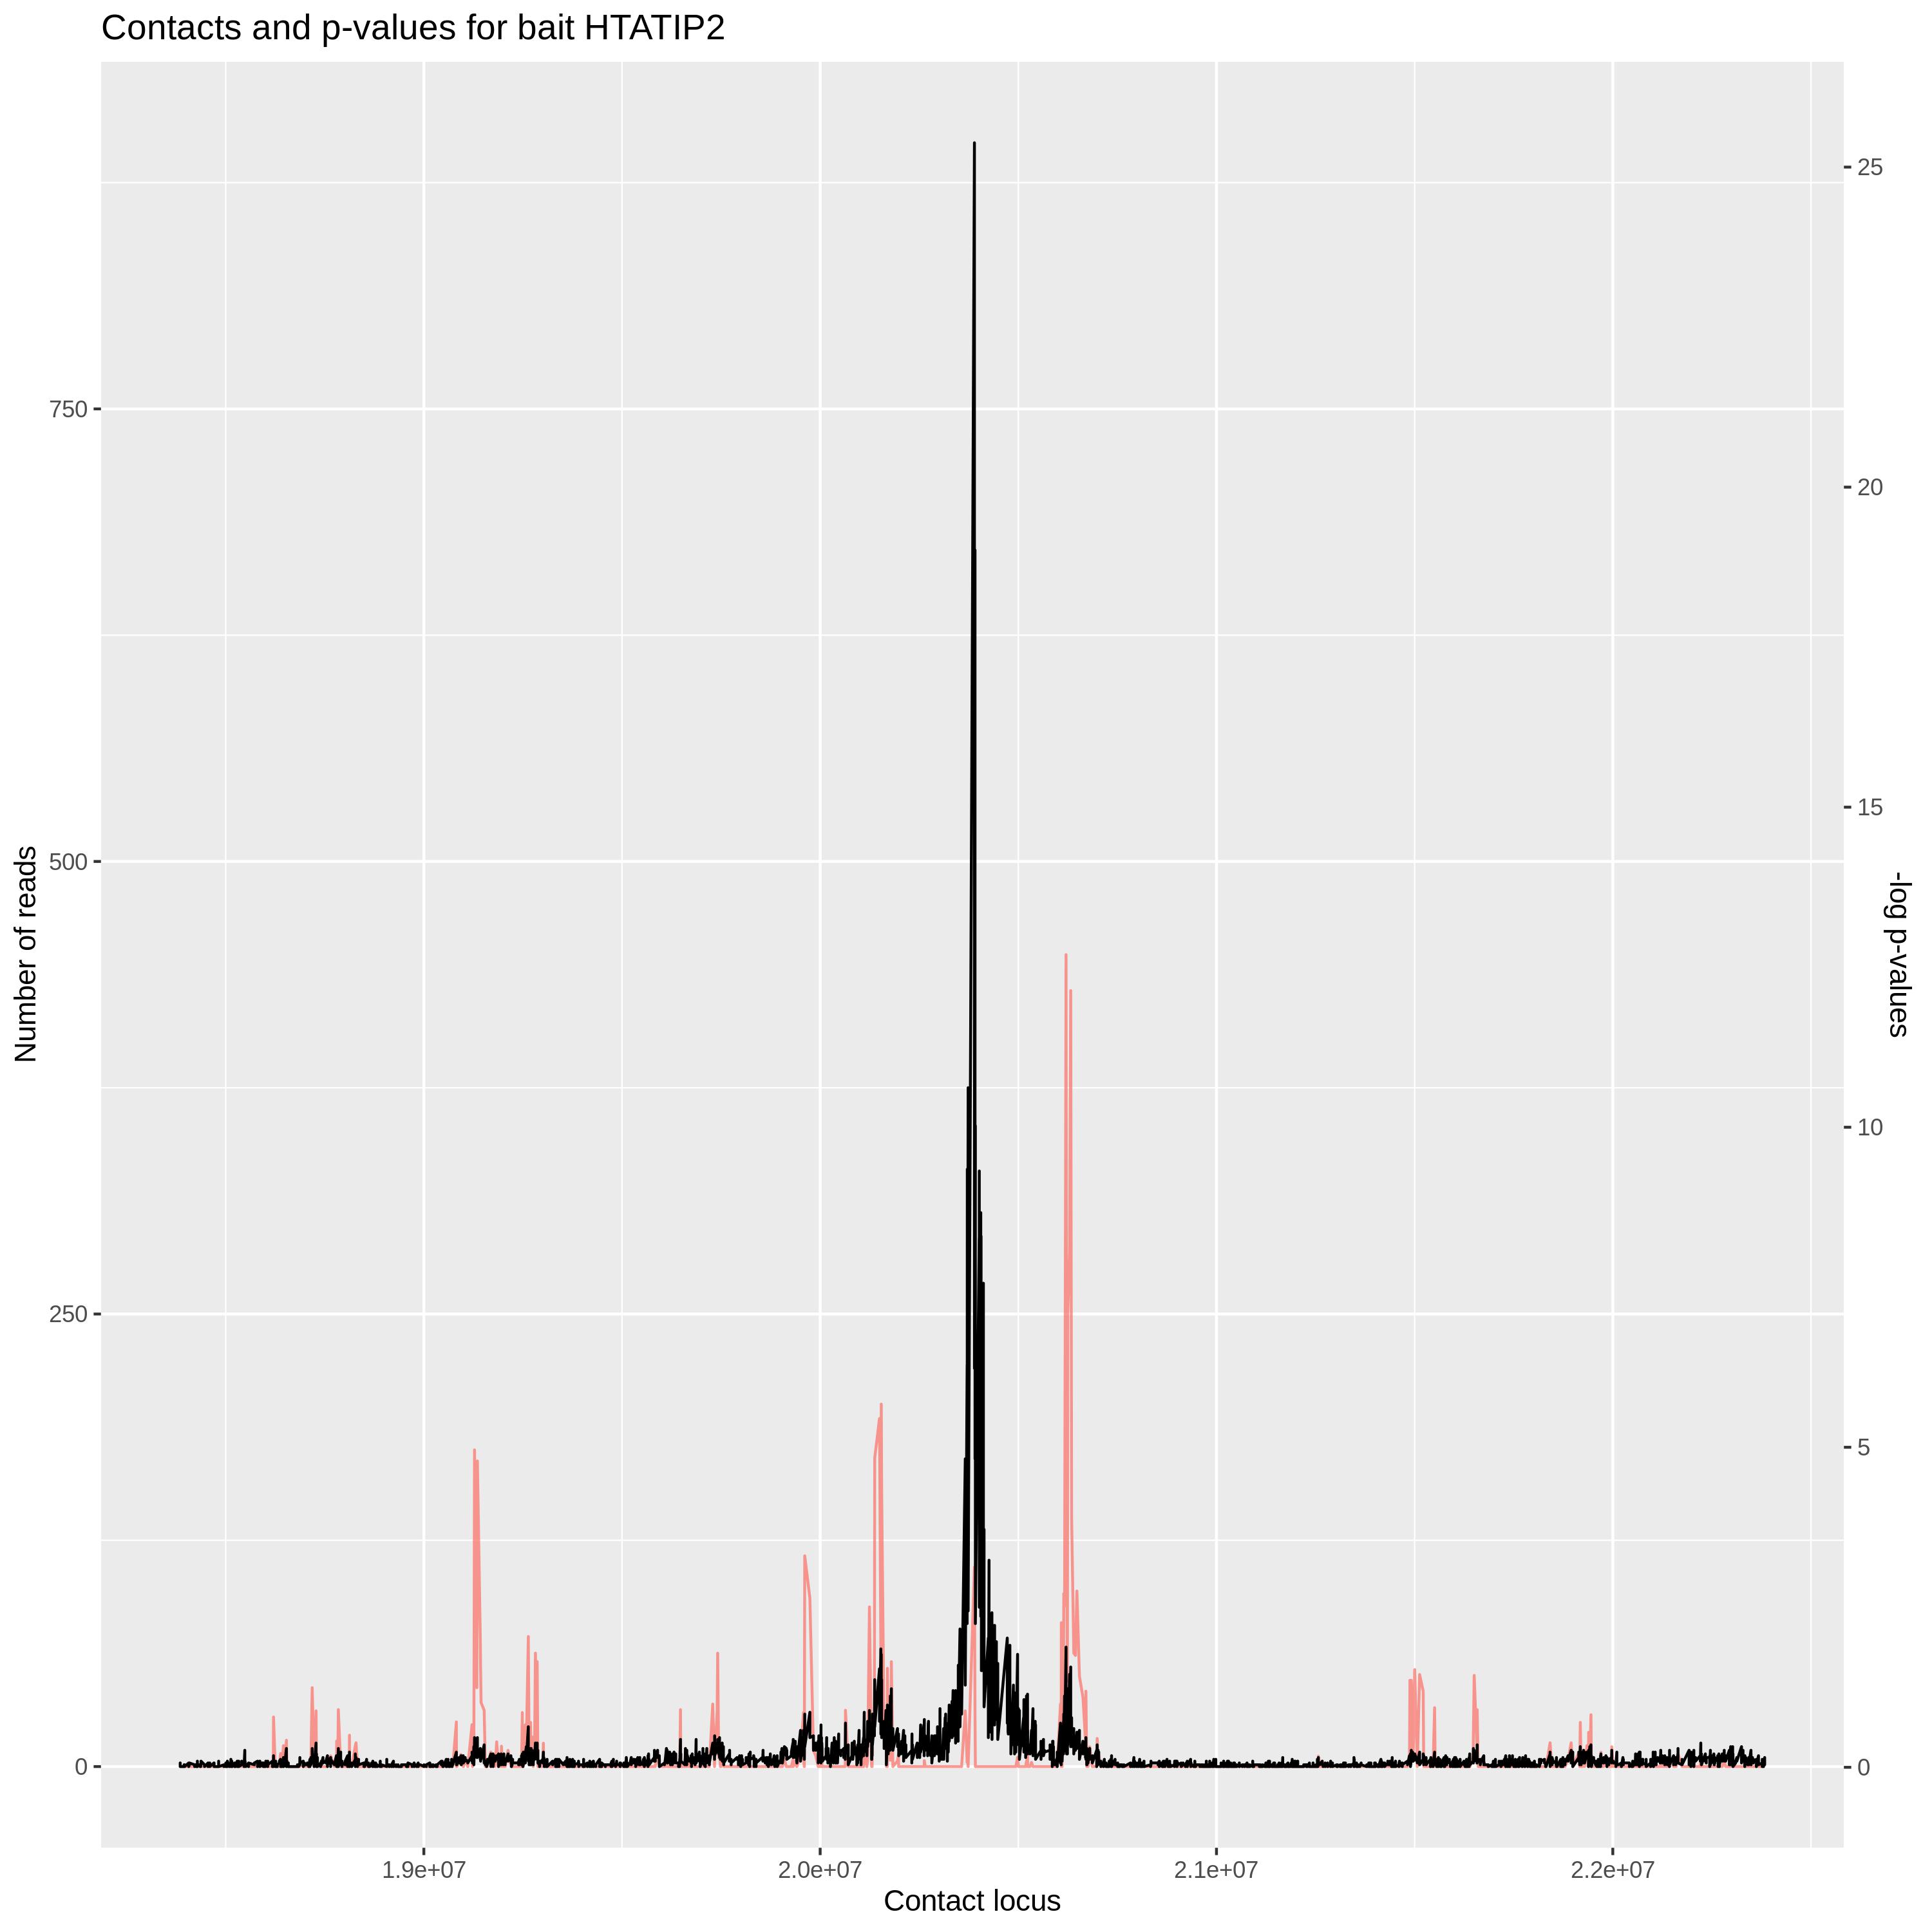 Contacts and p-values for bait HTATIP2
Number of reads
750
500
250
0
25
20
15
10
5
0
-log p-values
1.9e+07
2.0e+07
2.1e+07
2.2e+07
Contact locus